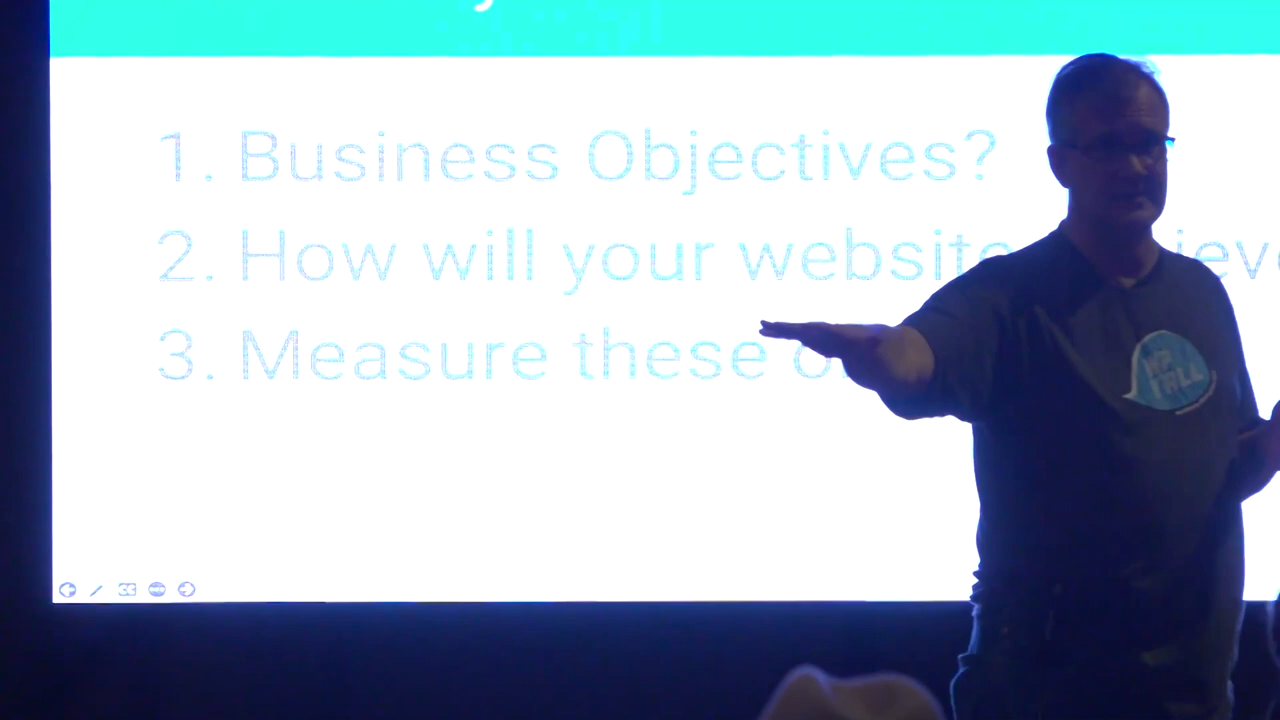 1. Business Objectives?
2. How will your website
3. Measure these